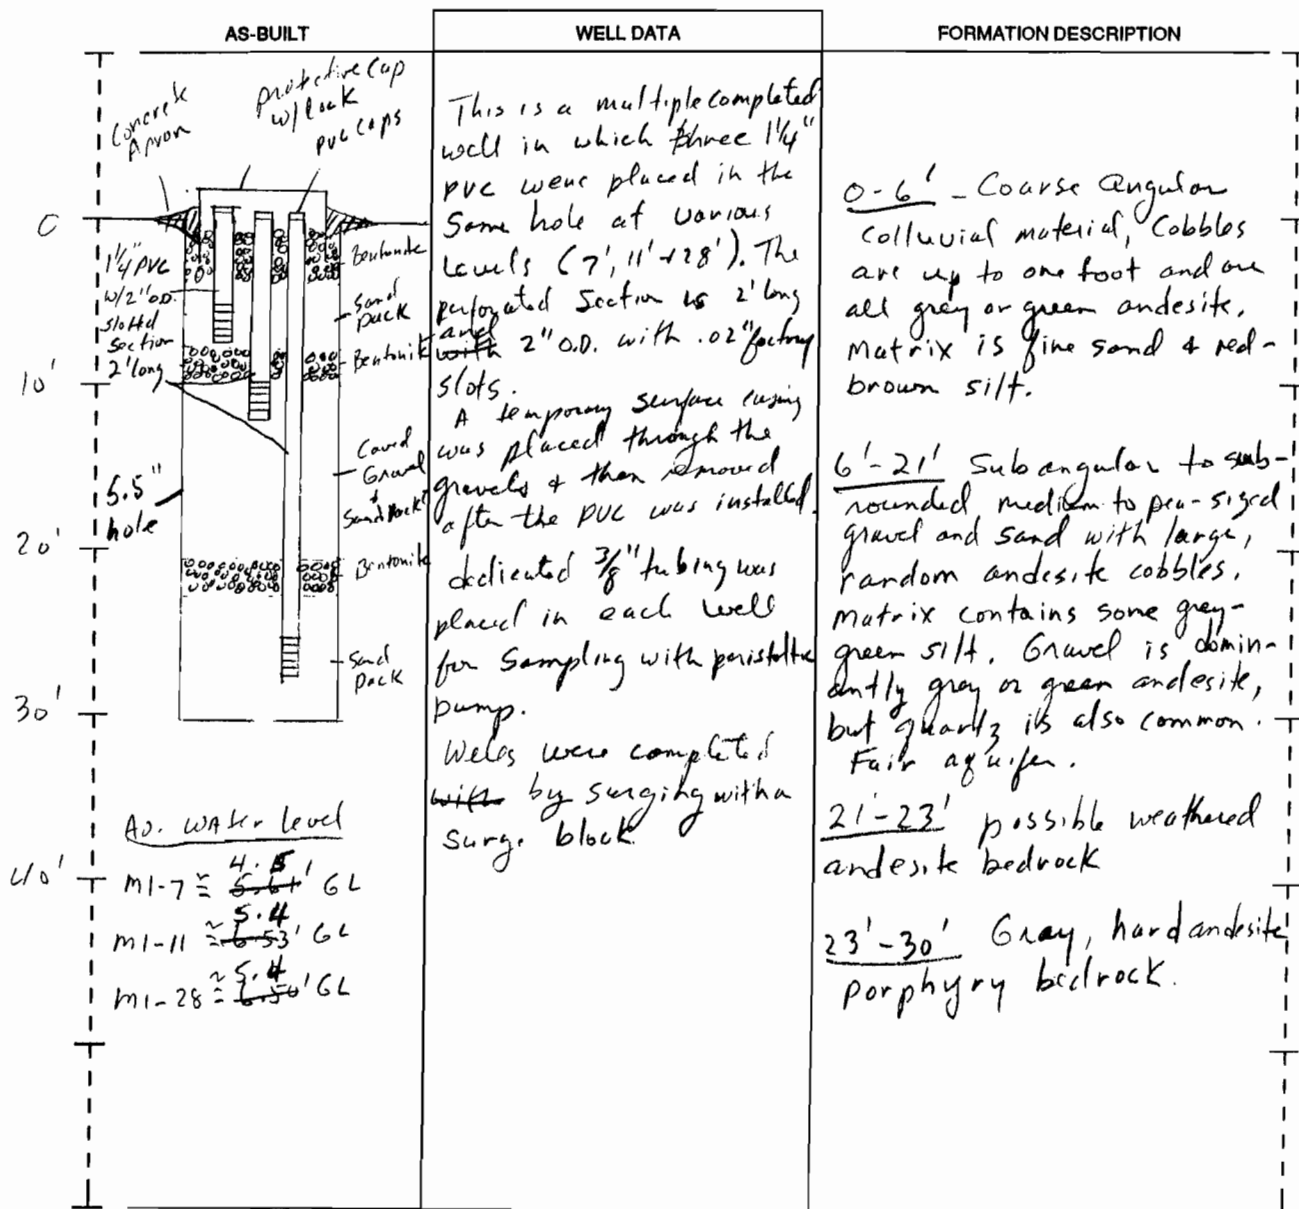 AS-BUILT
WELL DATA
FORMATION DESCRIPTION
Concrete
Apron
protective cap
w/lock
PVC Caps
0
10'
20'
30'
40'
1 1/4" PVC
w/2" O.D.
slotted
section
2' long
5.5"
hole
Bentonite
Sand
pack
Bentonite
Caved
Gravel
+
Sand Pack
Bentonite
Sand
pack
Av. Water level
M1-7 ≅ 4.5' GL
M1-11 ≅ 5.4 6.53' GL
M1-28 ≅ 5.4 6.50' GL
This is a multiple completed
well in which three 1 1/4"
PVC were placed in the
Same hole at various
Levels (7', 11' + 28'). The
perforated Section is 2' long
and
with 2" O.D. with .02" factory
slots.
A temporary surface casing
was placed through the
gravels & then removed
after the PVC was installed.
dedicated 3/8" tubing was
placed in each well
for Sampling with peristaltic
pump.
Wells were completed
with by surging with a
surge block.
0-6' - Coarse Angular
Colluvial material, Cobbles
are up to one foot and are
all grey or green andesite.
Matrix is fine sand & red-
brown silt.
6'-21' Subangular to sub-
rounded medium to pea-sized
gravel and sand with large,
random andesite cobbles.
Matrix contains some grey-
green silt. Gravel is domin-
antly gray or green andesite,
but quartz is also common.
Fair aquifer.
21'-23' possible weathered
andesite bedrock
23'-30' Gray, hard andesite
porphyry bedrock.